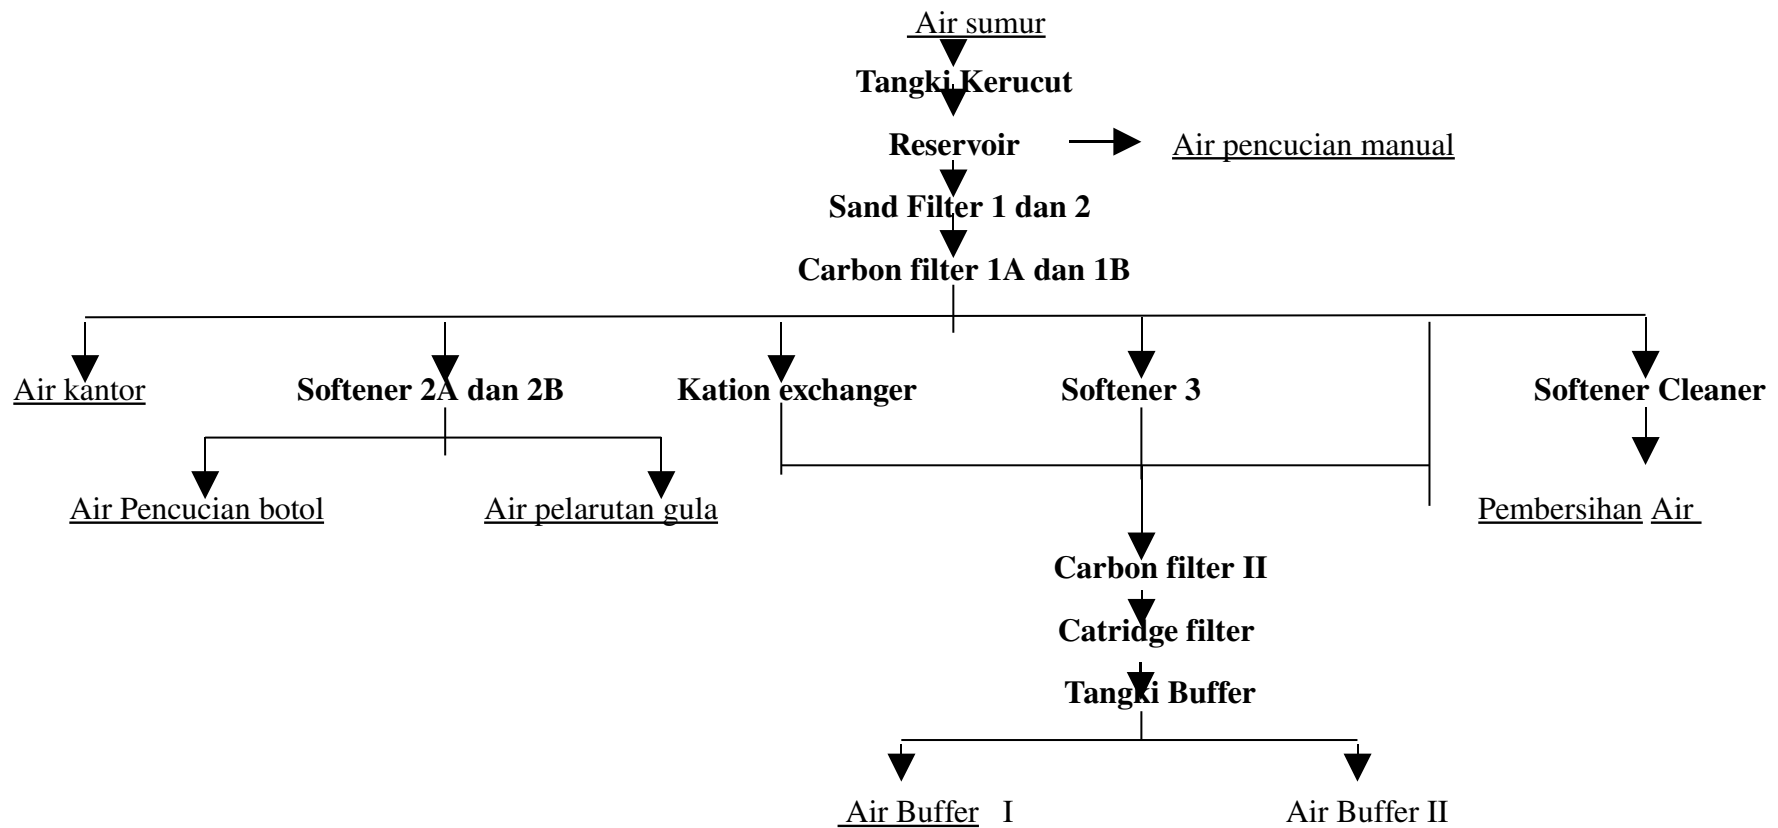 Air sumur
Tangki Kerucut
Reservoir Air pencucian manual
Sand Filter 1 dan 2
Carbon filter 1A dan 1B
Air kantor Softener 2A dan 2B Kation exchanger Softener 3 Softener Cleaner
Air Pencucian botol Air pelarutan gula Pembersihan Air
Carbon filter II
Catridge filter
Tangki Buffer
Air Buffer I Air Buffer II